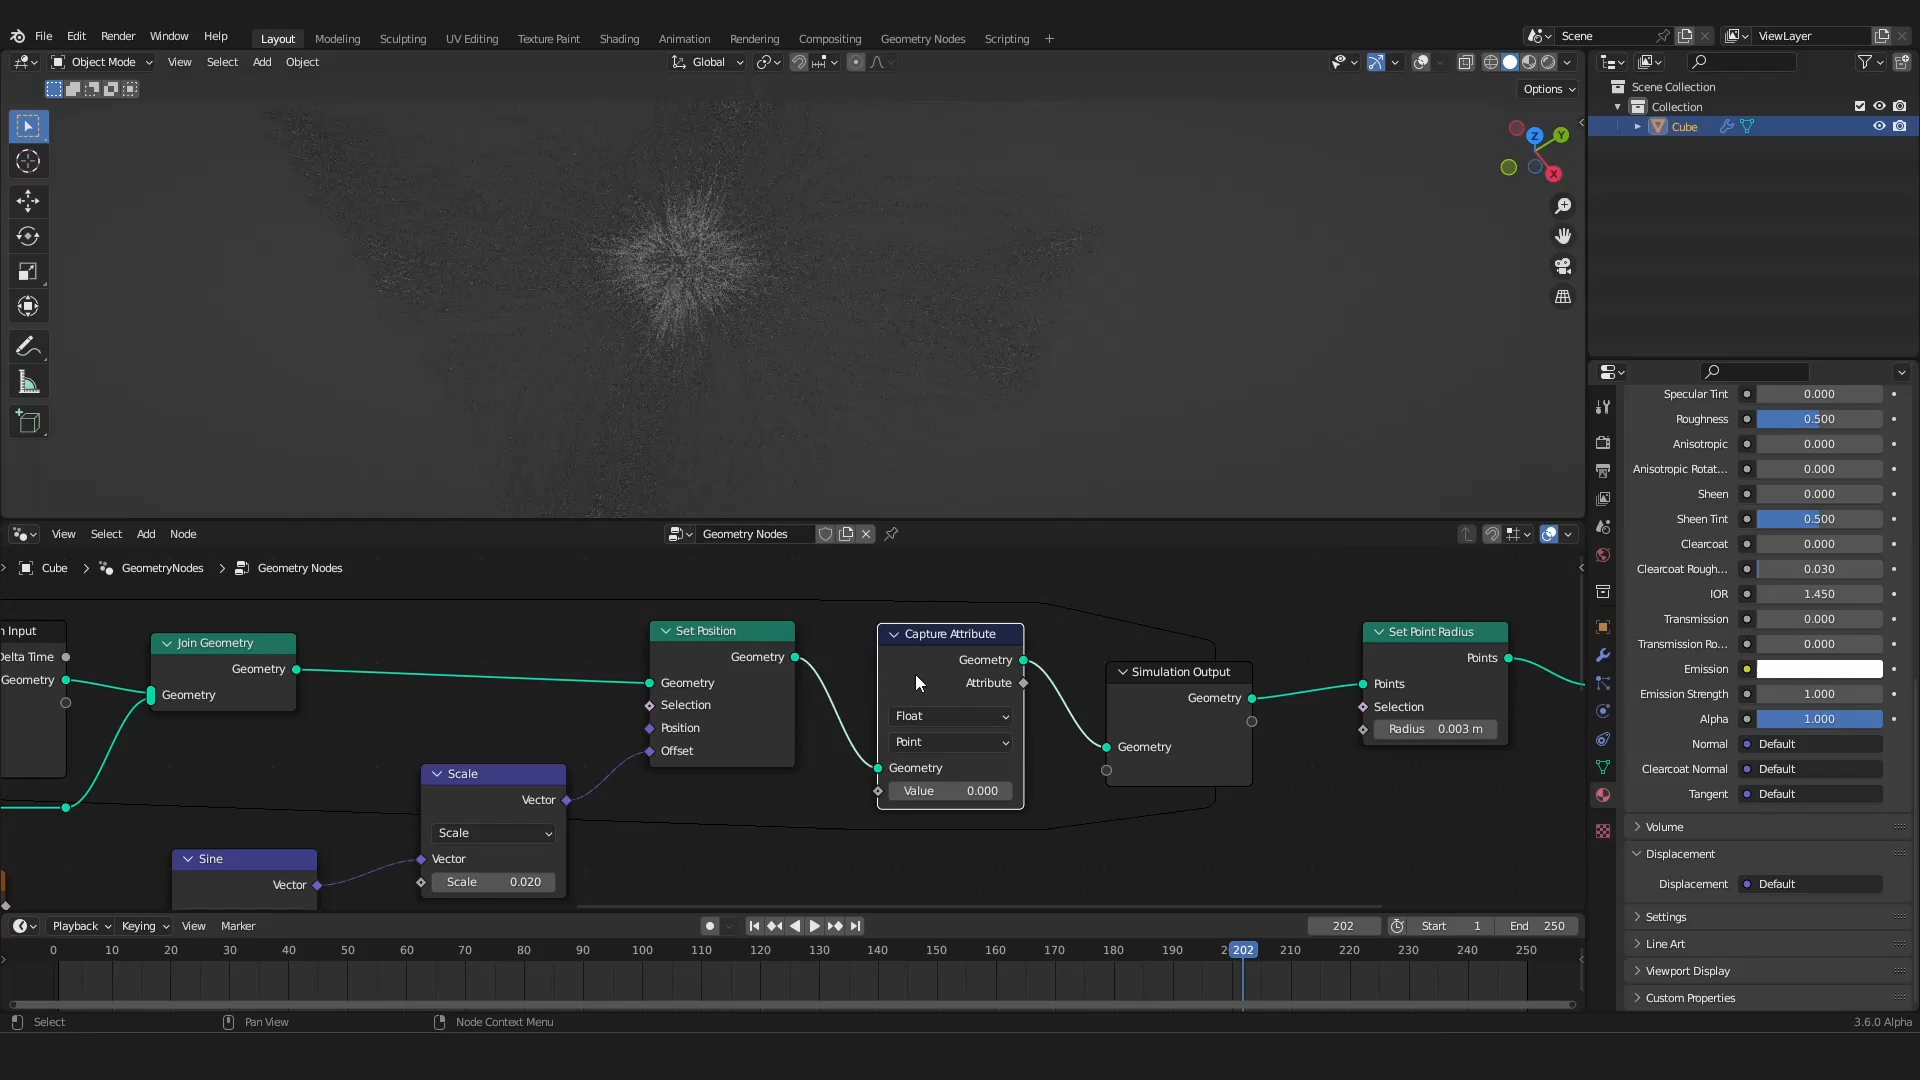 File Edit Render Window Help Layout Modeling Sculpting UV Editing Texture Paint Shading Animation Rendering Compositing Geometry Nodes Scripting + Scene ViewLayer
Object Mode View Select Add Object Global
Options
Z Y X
Scene Collection
Collection
Cube
Specular Tint 0.000
Roughness 0.500
Anisotropic 0.000
Anisotropic Rotat... 0.000
Sheen 0.000
Sheen Tint 0.500
Clearcoat 0.000
Clearcoat Rough... 0.030
IOR 1.450
Transmission 0.000
Transmission Ro... 0.000
Emission
Emission Strength 1.000
Alpha 1.000
Normal Default
Clearcoat Normal Default
Tangent Default
Volume
Displacement
Displacement Default
Settings
Line Art
Viewport Display
Custom Properties
View Select Add Node Geometry Nodes
Cube > GeometryNodes > Geometry Nodes
n Input
Delta Time
Geometry
Join Geometry
Geometry
Geometry
Sine
Vector
Scale
Vector
Scale
Vector
Scale 0.020
Set Position
Geometry
Geometry
Selection
Position
Offset
Capture Attribute
Geometry
Attribute
Float
Point
Geometry
Value 0.000
Simulation Output
Geometry
Geometry
Set Point Radius
Points
Points
Selection
Radius 0.003 m
Playback Keying View Marker 202 Start 1 End 250
0 10 20 30 40 50 60 70 80 90 100 110 120 130 140 150 160 170 180 190 202 210 220 230 240 250
Select Pan View Node Context Menu 3.6.0 Alpha